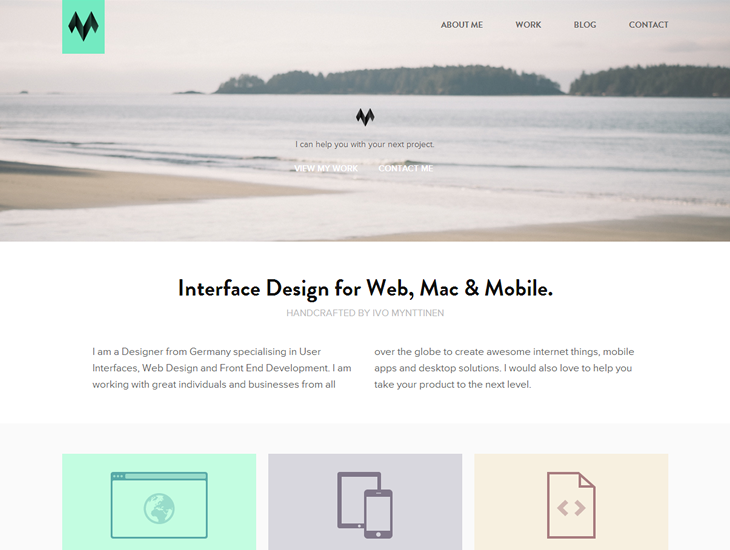 ABOUT ME
WORK
BLOG
CONTACT
I can help you with your next project.
VIEW MY WORK
CONTACT ME
Interface Design for Web, Mac & Mobile.
HANDCRAFTED BY IVO MYNTTINEN
I am a Designer from Germany specialising in User
Interfaces, Web Design and Front End Development. I am
working with great individuals and businesses from all
over the globe to create awesome internet things, mobile
apps and desktop solutions. I would also love to help you
take your product to the next level.